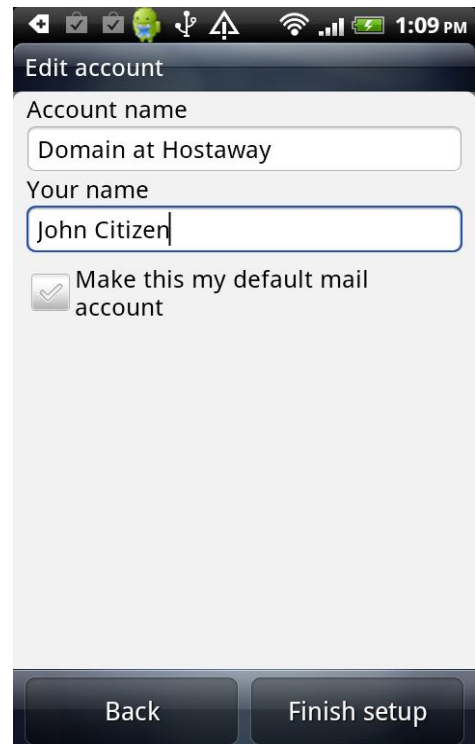 1:09 PM
Edit account
Account name
Domain at Hostaway
Your name
John Citizen
Make this my default mail
account
Back
Finish setup